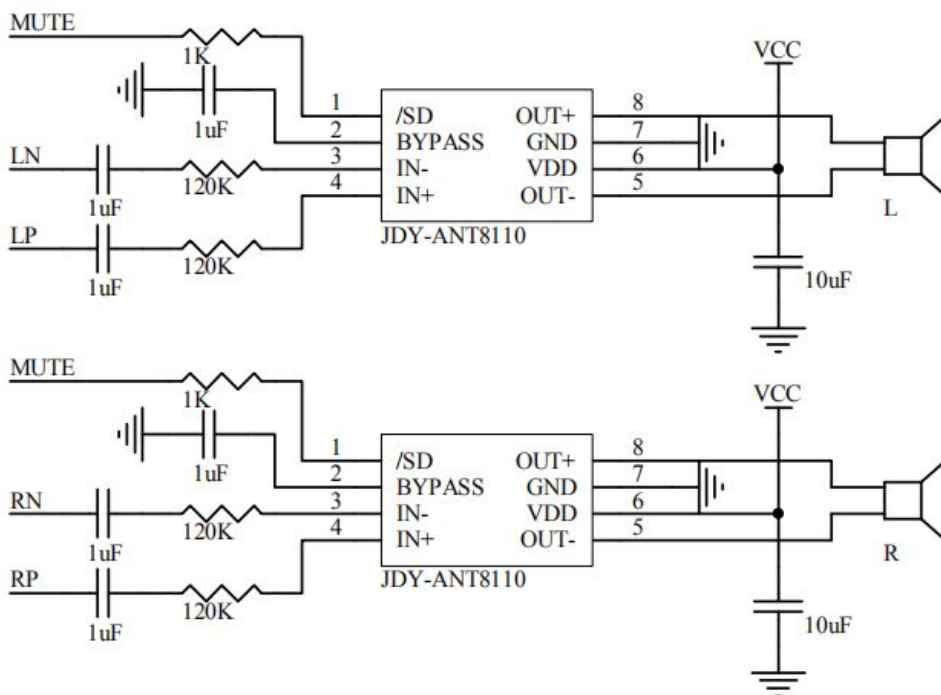 MUTE
1K
VCC
1uF
1 /SD OUT+ 8
2 BYPASS GND 7
LN 3 IN- VDD 6
4 IN+ OUT- 5
1uF 120K
L
JDY-ANT8110
LP
1uF 120K
10uF
MUTE
1K
VCC
1uF
1 /SD OUT+ 8
2 BYPASS GND 7
RN 3 IN- VDD 6
4 IN+ OUT- 5
1uF 120K
R
JDY-ANT8110
RP
1uF 120K
10uF